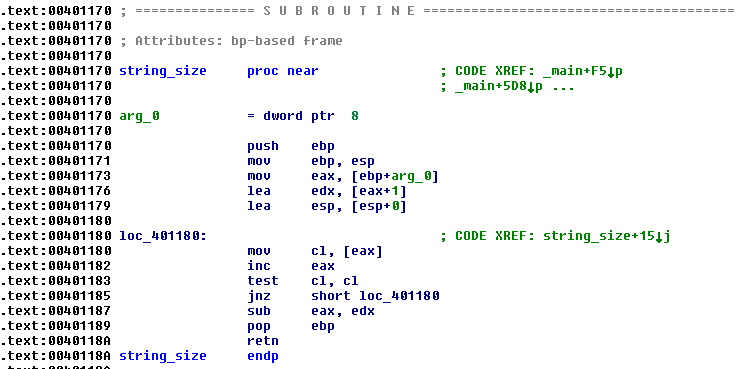 .text:00401170 ; =============== S U B R O U T I N E =======================================
.text:00401170
.text:00401170 ; Attributes: bp-based frame
.text:00401170
.text:00401170 string_size     proc near               ; CODE XREF: _main+F5↓p
.text:00401170                                         ; _main+5D8↓p ...
.text:00401170
.text:00401170 arg_0           = dword ptr  8
.text:00401170
.text:00401170                 push    ebp
.text:00401171                 mov     ebp, esp
.text:00401173                 mov     eax, [ebp+arg_0]
.text:00401176                 lea     edx, [eax+1]
.text:00401179                 lea     esp, [esp+0]
.text:00401180
.text:00401180 loc_401180:                             ; CODE XREF: string_size+15↓j
.text:00401180                 mov     cl, [eax]
.text:00401182                 inc     eax
.text:00401183                 test    cl, cl
.text:00401185                 jnz     short loc_401180
.text:00401187                 sub     eax, edx
.text:00401189                 pop     ebp
.text:0040118A                 retn
.text:0040118A string_size     endp